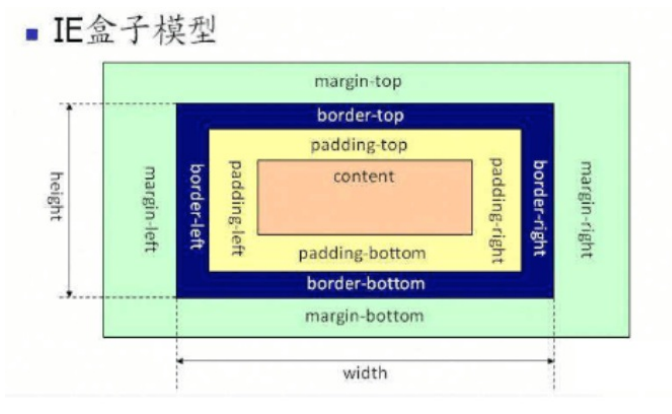 IE盒子模型
margin-top
border-top
padding-top
content
height
margin-left
border-left
padding-left
padding-right
border-right
margin-right
padding-bottom
border-bottom
margin-bottom
width